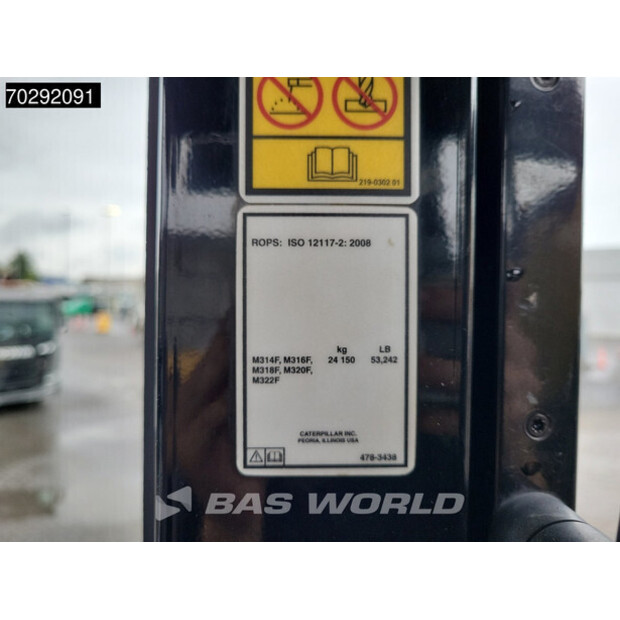 70292091
219-0302 01
ROPS: ISO 12117-2: 2008
kg LB
M314F, M316F, 24 150 53,242
M318F, M320F,
M322F
CATERPILLAR INC.
PEORIA, ILLINOIS USA
478-3438
BAS WORLD